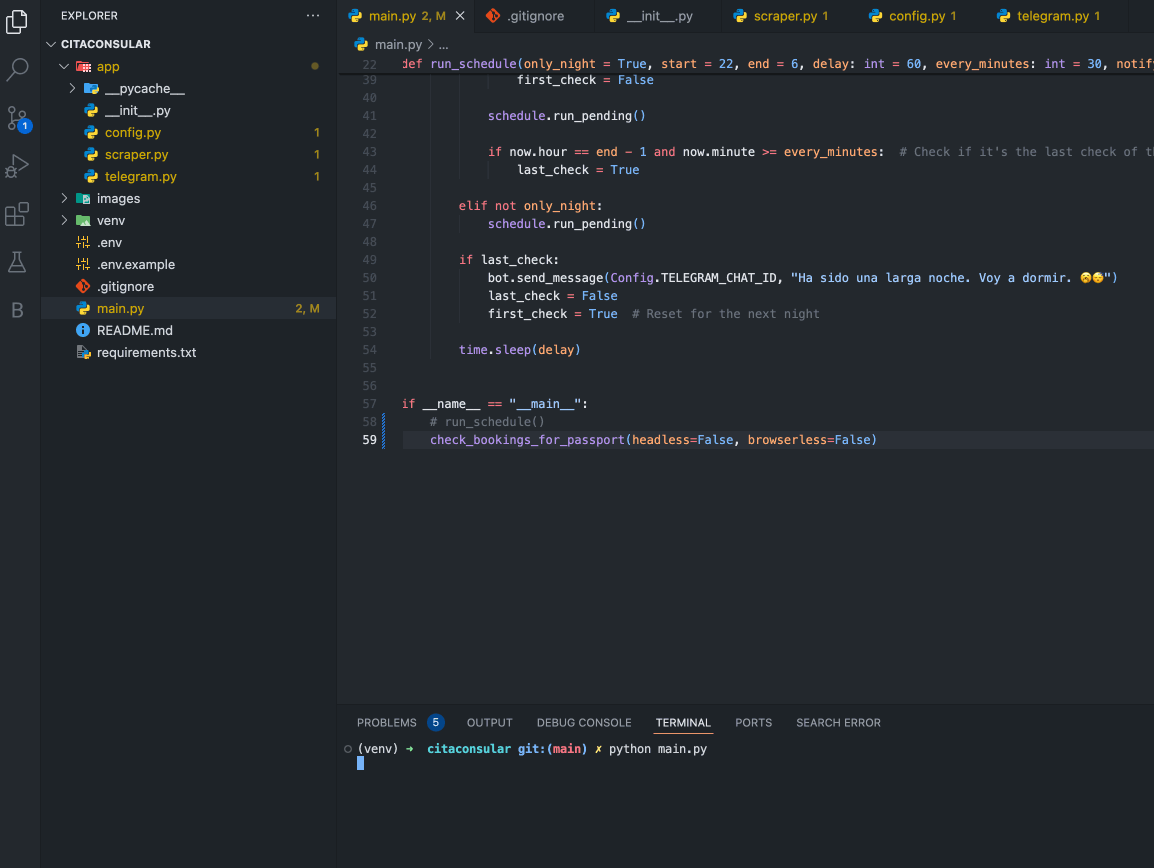 EXPLORER
CITACONSULAR
app
__pycache__
__init__.py
config.py 1
scraper.py 1
telegram.py 1
images
venv
.env
.env.example
.gitignore
main.py 2, M
README.md
requirements.txt
1
B
main.py 2, M
.gitignore
__init__.py
scraper.py 1
config.py 1
telegram.py 1
main.py > ...
22 def run_schedule(only_night = True, start = 22, end = 6, delay: int = 60, every_minutes: int = 30, notif
39 first_check = False
40
41 schedule.run_pending()
42
43 if now.hour == end - 1 and now.minute >= every_minutes:  # Check if it's the last check of
44 last_check = True
45
46 elif not only_night:
47 schedule.run_pending()
48
49 if last_check:
50 bot.send_message(Config.TELEGRAM_CHAT_ID, "Ha sido una larga noche. Voy a dormir. 🥱😴")
51 last_check = False
52 first_check = True  # Reset for the next night
53
54 time.sleep(delay)
55
56
57 if __name__ == "__main__":
58 # run_schedule()
59 check_bookings_for_passport(headless=False, browserless=False)
PROBLEMS 5 OUTPUT DEBUG CONSOLE TERMINAL PORTS SEARCH ERROR
(venv) ➜ citaconsular git:(main) ✗ python main.py